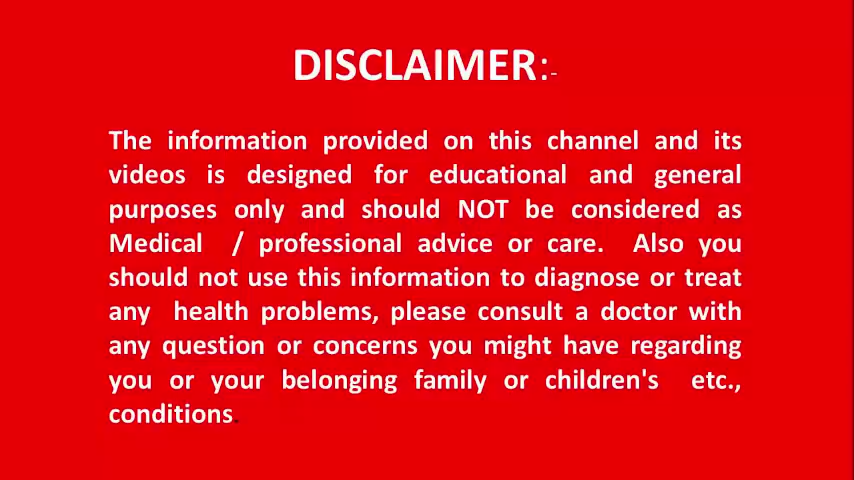 DISCLAIMER:-
The information provided on this channel and its
videos is designed for educational and general
purposes only and should NOT be considered as
Medical / professional advice or care. Also you
should not use this information to diagnose or treat
any health problems, please consult a doctor with
any question or concerns you might have regarding
you or your belonging family or children's etc.,
conditions.